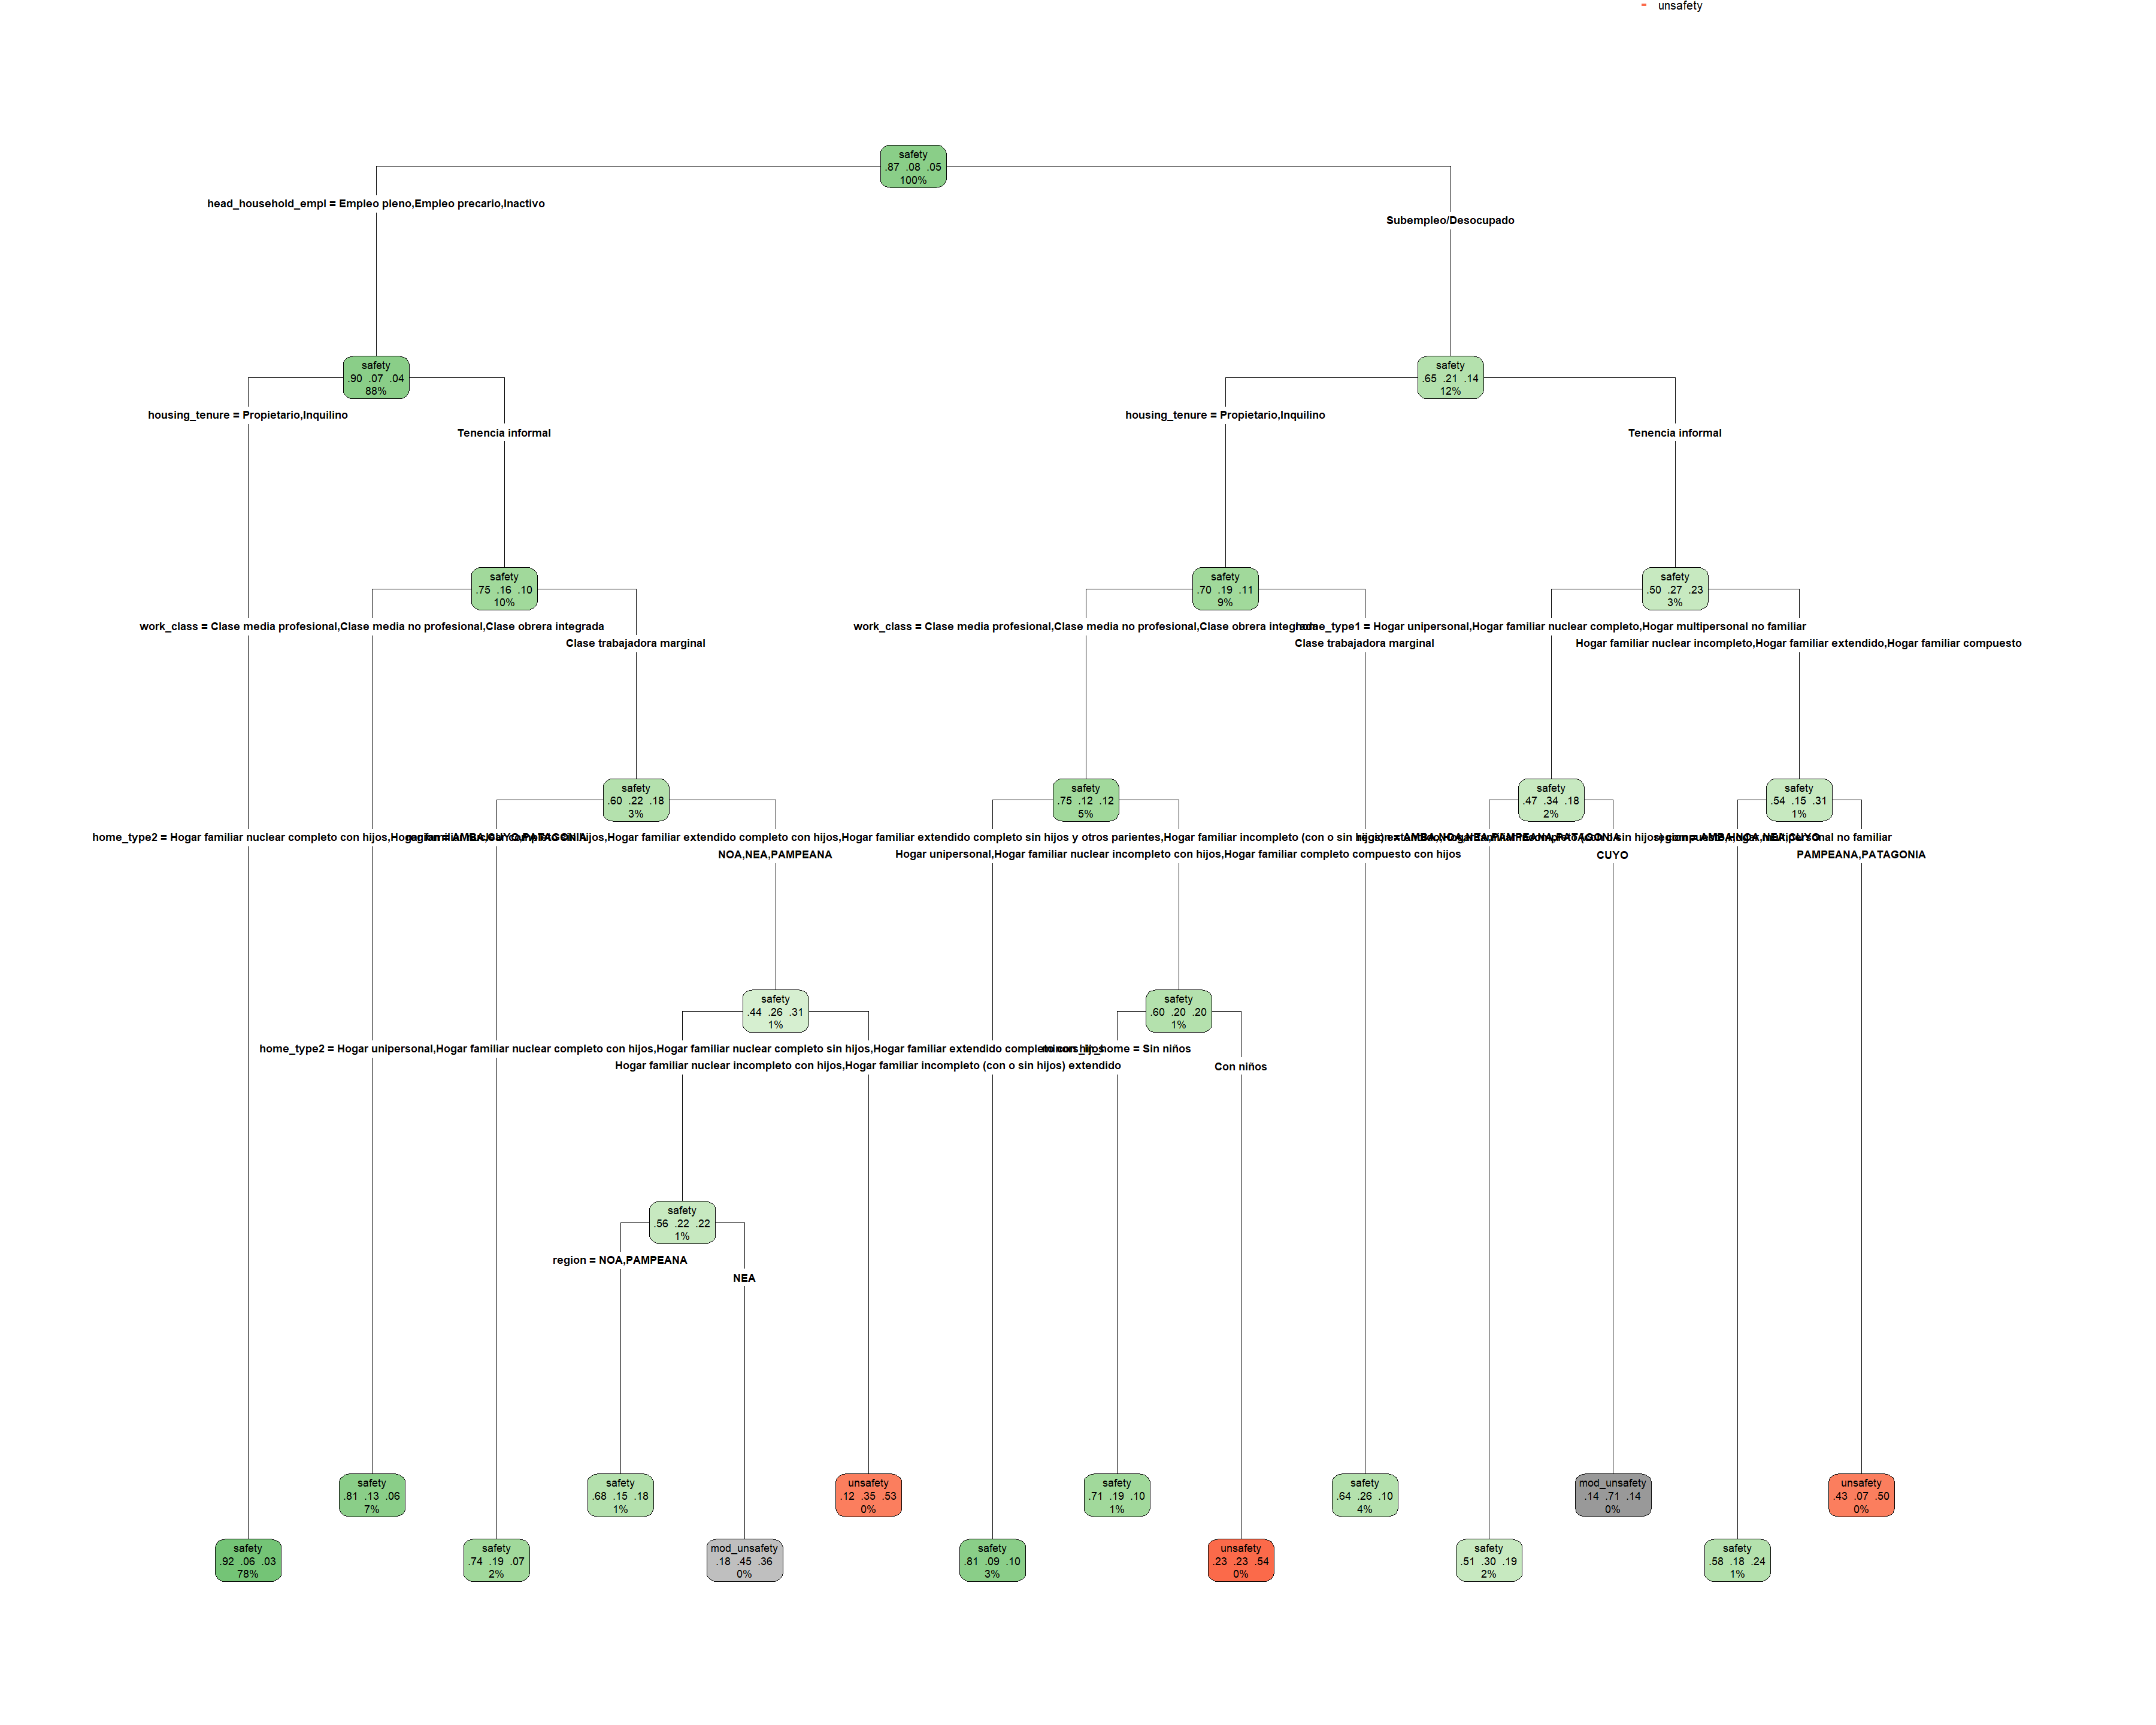 unsafety
safety
.87 .08 .05
100%
head_household_empl = Empleo pleno,Empleo precario,Inactivo
Subempleo/Desocupado
safety
.90 .07 .04
88%
safety
.65 .21 .14
12%
housing_tenure = Propietario,Inquilino
Tenencia informal
housing_tenure = Propietario,Inquilino
Tenencia informal
safety
.75 .16 .10
10%
safety
.70 .19 .11
9%
safety
.50 .27 .23
3%
work_class = Clase media profesional,Clase media no profesional,Clase obrera integrada
Clase trabajadora marginal
work_class = Clase media profesional,Clase media no profesional,Clase obrera integrada
Clase trabajadora marginal
home_type1 = Hogar unipersonal,Hogar familiar nuclear completo,Hogar multipersonal no familiar
Hogar familiar nuclear incompleto,Hogar familiar extendido,Hogar familiar compuesto
safety
.60 .22 .18
3%
safety
.75 .12 .12
5%
safety
.47 .34 .18
2%
safety
.54 .15 .31
1%
region = AMBA,CUYO,PATAGONIA
NOA,NEA,PAMPEANA
home_type2 = Hogar familiar nuclear completo con hijos,Hogar familiar nuclear completo sin hijos,Hogar familiar extendido completo con hijos,Hogar familiar extendido completo sin hijos y otros parientes,Hogar familiar incompleto (con o sin hijos) extendido,Hogar familiar incompleto (con o sin hijos) compuesto,Hogar multipersonal no familiar
Hogar unipersonal,Hogar familiar nuclear incompleto con hijos,Hogar familiar completo compuesto con hijos
region = AMBA,NOA,NEA,PAMPEANA,PATAGONIA
CUYO
region = AMBA,NOA,NEA,CUYO
PAMPEANA,PATAGONIA
safety
.44 .26 .31
1%
safety
.60 .20 .20
1%
home_type2 = Hogar unipersonal,Hogar familiar nuclear completo con hijos,Hogar familiar nuclear completo sin hijos,Hogar familiar extendido completo con hijos
Hogar familiar nuclear incompleto con hijos,Hogar familiar incompleto (con o sin hijos) extendido
= Sin niños
Con niños
safety
.56 .22 .22
1%
region = NOA,PAMPEANA
NEA
safety
.81 .13 .06
7%
safety
.68 .15 .18
1%
unsafety
.12 .35 .53
0%
safety
.71 .19 .10
1%
safety
.64 .26 .10
4%
mod_unsafety
.14 .71 .14
0%
unsafety
.43 .07 .50
0%
safety
.92 .06 .03
78%
safety
.74 .19 .07
2%
mod_unsafety
.18 .45 .36
0%
safety
.81 .09 .10
3%
unsafety
.23 .23 .54
0%
safety
.51 .30 .19
2%
safety
.58 .18 .24
1%